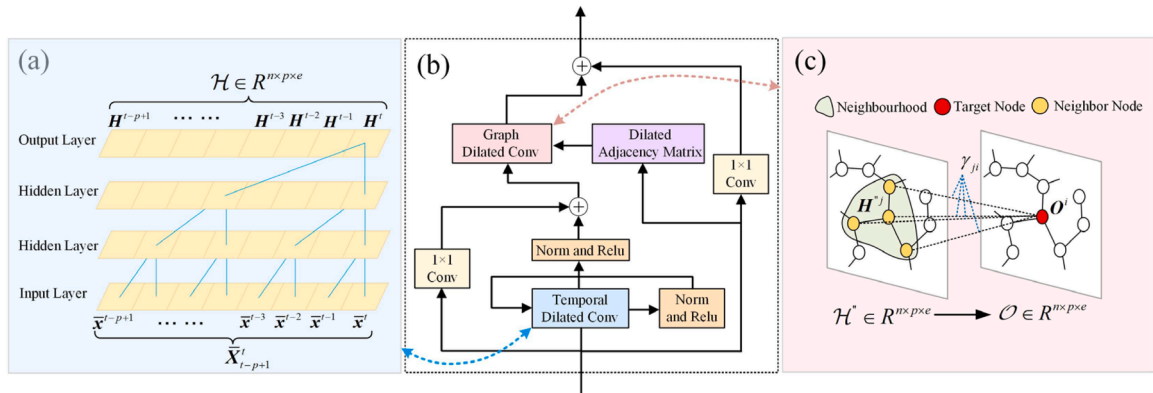 (a)
ℋ ∈ R^{n×p×e}
H^{t-p+1} ... ... H^{t-3} H^{t-2} H^{t-1} H^{t}
Output Layer
Hidden Layer
Hidden Layer
Input Layer
x̄^{t-p+1} ... ... x̄^{t-3} x̄^{t-2} x̄^{t-1} x̄^{t}
X̄^{t}_{t-p+1}
(b)
+
Graph
Dilated Conv
Dilated
Adjacency Matrix
1×1
Conv
+
1×1
Conv
Norm and Relu
Temporal
Dilated Conv
Norm
and Relu
(c)
Neighbourhood Target Node Neighbor Node
γ_{ji}
H^{"j}
O^{i}
ℋ" ∈ R^{n×p×e} → 𝒪 ∈ R^{n×p×e}